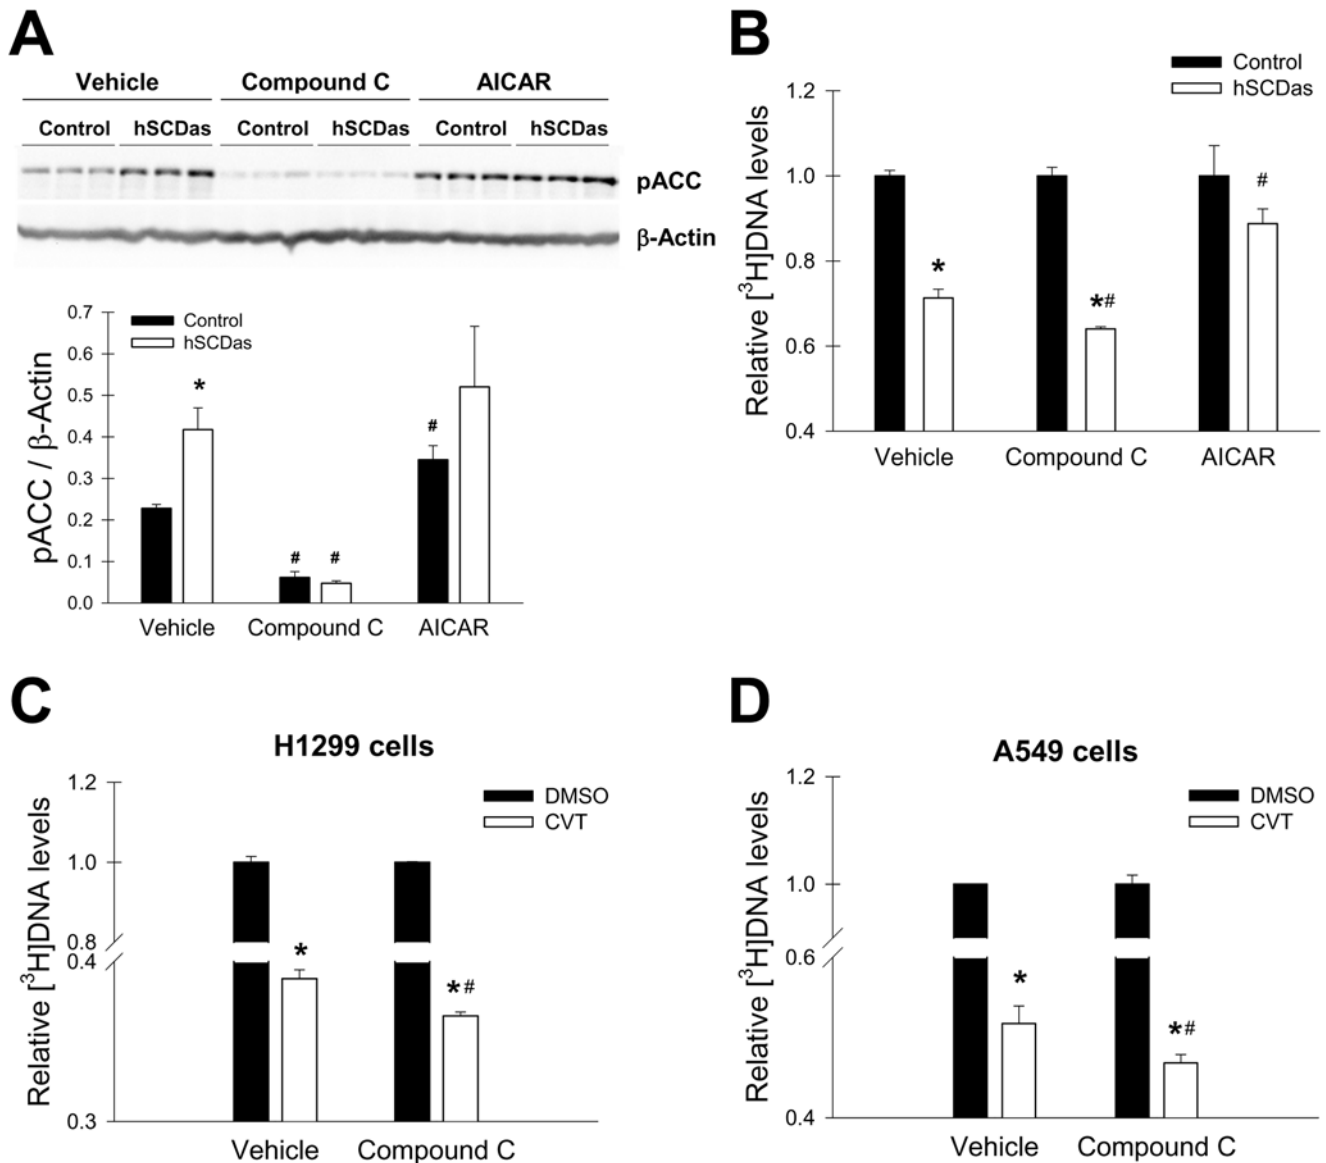 A
Vehicle Compound C AICAR
Control hSCDas Control hSCDas Control hSCDas
pACC
β-Actin
0.7
0.6
0.5
0.4
0.3
0.2
0.1
0.0
pACC / β-Actin
Control
hSCDas
*
# #
#
Vehicle Compound C AICAR
B
Control
hSCDas
1.2
1.0
0.8
0.6
0.4
Relative [³H]DNA levels
*
*#
#
Vehicle Compound C AICAR
C
H1299 cells
DMSO
CVT
1.2
1.0
0.8
0.4
0.3
Relative [³H]DNA levels
*
*#
Vehicle Compound C
D
A549 cells
DMSO
CVT
1.2
1.0
0.6
0.4
Relative [³H]DNA levels
*
*#
Vehicle Compound C